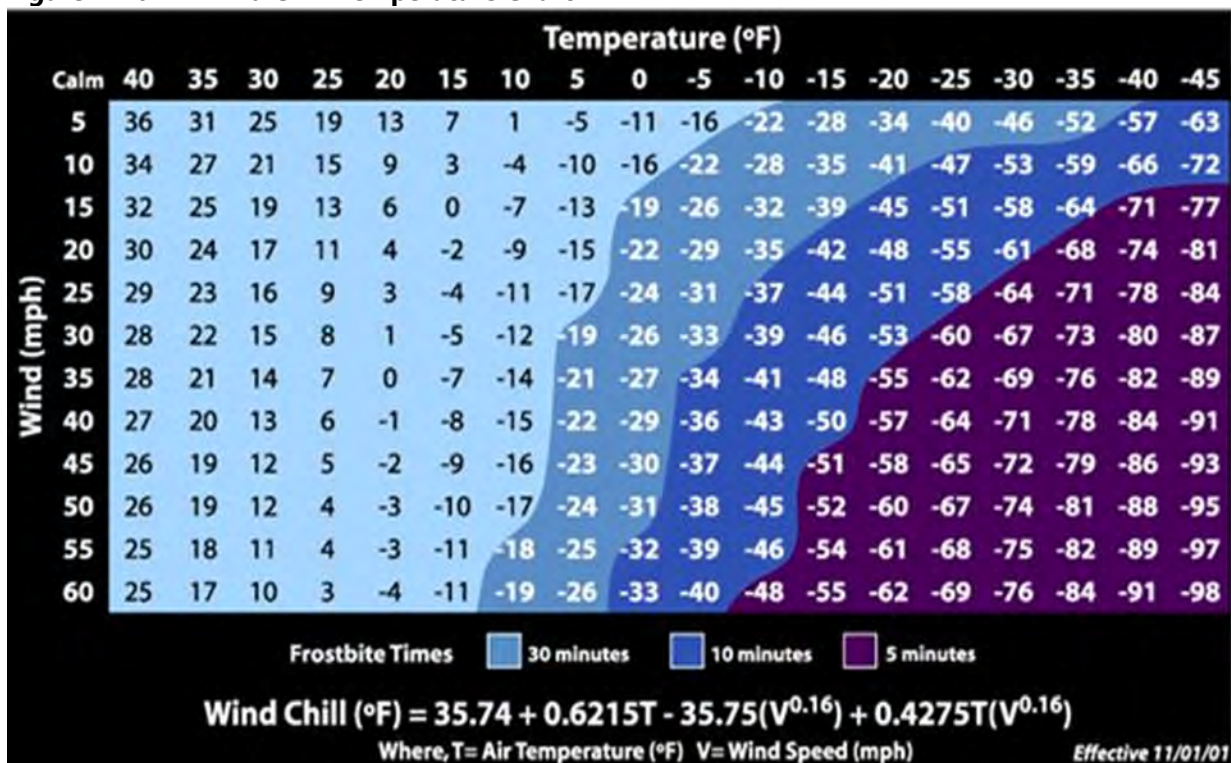 Temperature (ºF)
Calm 40 35 30 25 20 15 10 5 0 -5 -10 -15 -20 -25 -30 -35 -40 -45
5 36 31 25 19 13 7 1 -5 -11 -16 -22 -28 -34 -40 -46 -52 -57 -63
10 34 27 21 15 9 3 -4 -10 -16 -22 -28 -35 -41 -47 -53 -59 -66 -72
15 32 25 19 13 6 0 -7 -13 -19 -26 -32 -39 -45 -51 -58 -64 -71 -77
20 30 24 17 11 4 -2 -9 -15 -22 -29 -35 -42 -48 -55 -61 -68 -74 -81
25 29 23 16 9 3 -4 -11 -17 -24 -31 -37 -44 -51 -58 -64 -71 -78 -84
30 28 22 15 8 1 -5 -12 -19 -26 -33 -39 -46 -53 -60 -67 -73 -80 -87
35 28 21 14 7 0 -7 -14 -21 -27 -34 -41 -48 -55 -62 -69 -76 -82 -89
40 27 20 13 6 -1 -8 -15 -22 -29 -36 -43 -50 -57 -64 -71 -78 -84 -91
45 26 19 12 5 -2 -9 -16 -23 -30 -37 -44 -51 -58 -65 -72 -79 -86 -93
50 26 19 12 4 -3 -10 -17 -24 -31 -38 -45 -52 -60 -67 -74 -81 -88 -95
55 25 18 11 4 -3 -11 -18 -25 -32 -39 -46 -54 -61 -68 -75 -82 -89 -97
60 25 17 10 3 -4 -11 -19 -26 -33 -40 -48 -55 -62 -69 -76 -84 -91 -98
Wind (mph)
Frostbite Times 30 minutes 10 minutes 5 minutes
Wind Chill (ºF) = 35.74 + 0.6215T - 35.75(V^0.16) + 0.4275T(V^0.16)
Where, T= Air Temperature (ºF) V= Wind Speed (mph) Effective 11/01/01